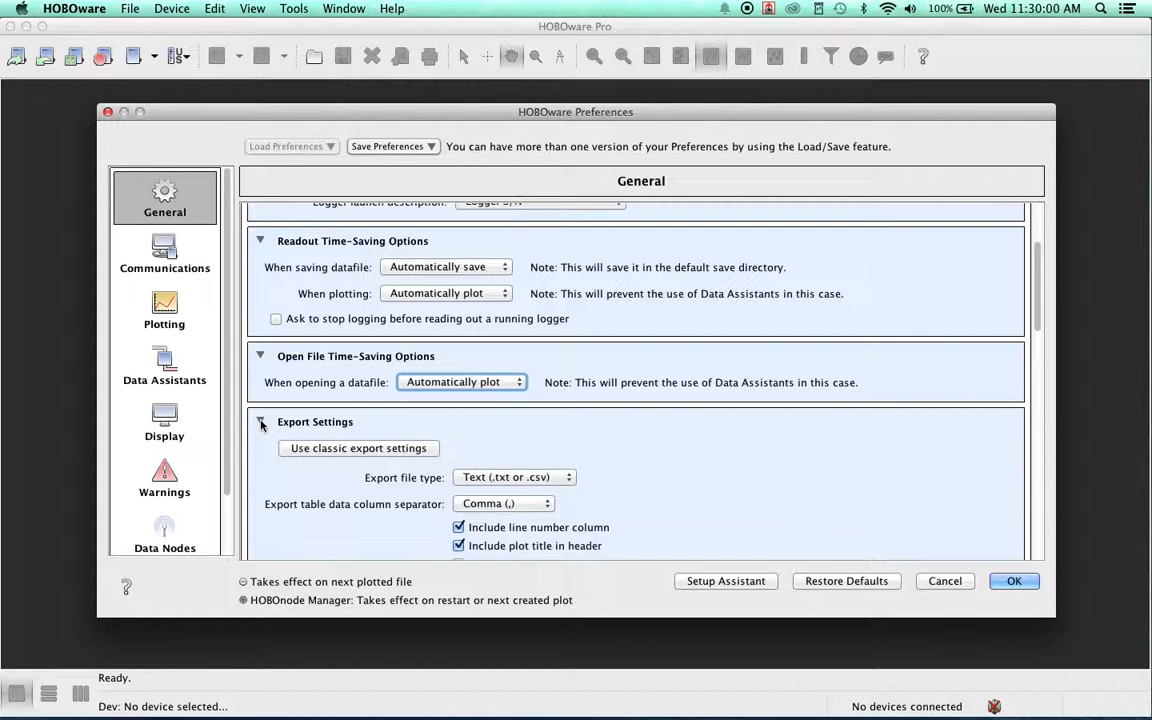 HOBOware File Device Edit View Tools Window Help 100% Wed 11:30:00 AM
HOBOware Pro
HOBOware Preferences
Load Preferences Save Preferences You can have more than one version of your Preferences by using the Load/Save feature.
General
General
Communications
Plotting
Data Assistants
Display
Warnings
Data Nodes
Logger launch description: Logger S/N
Readout Time-Saving Options
When saving datafile: Automatically save Note: This will save it in the default save directory.
When plotting: Automatically plot Note: This will prevent the use of Data Assistants in this case.
Ask to stop logging before reading out a running logger
Open File Time-Saving Options
When opening a datafile: Automatically plot Note: This will prevent the use of Data Assistants in this case.
Export Settings
Use classic export settings
Export file type: Text (.txt or .csv)
Export table data column separator: Comma (,)
Include line number column
Include plot title in header
Takes effect on next plotted file
HOBOnode Manager: Takes effect on restart or next created plot
Setup Assistant Restore Defaults Cancel OK
Ready.
Dev: No device selected... No devices connected